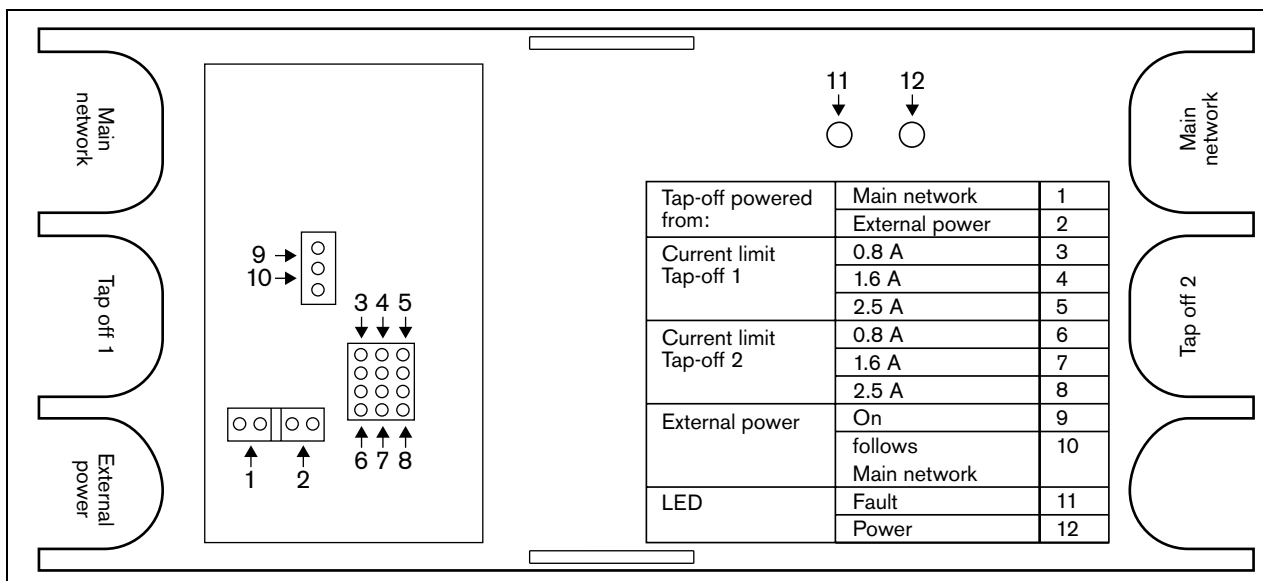 Main
network
Tap off 1
External
power
9
10
3 4 5
6 7 8
1
2
11
12
Tap-off powered
from:
Main network
1
External power
2
Current limit
Tap-off 1
0.8 A
3
1.6 A
4
2.5 A
5
Current limit
Tap-off 2
0.8 A
6
1.6 A
7
2.5 A
8
External power
On
9
follows
Main network
10
LED
Fault
11
Power
12
Main
network
Tap off 2